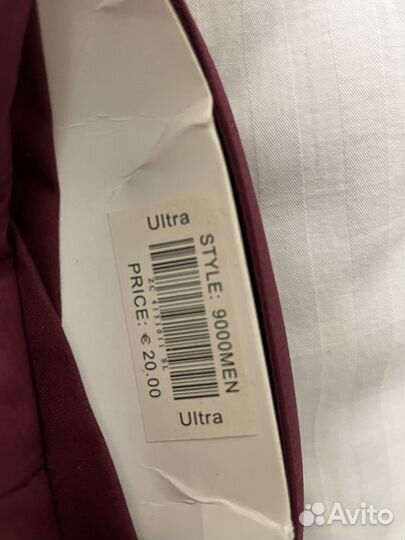 Ultra
STYLE: 9000MEN
PRICE: € 20.00
Ultra
Avito